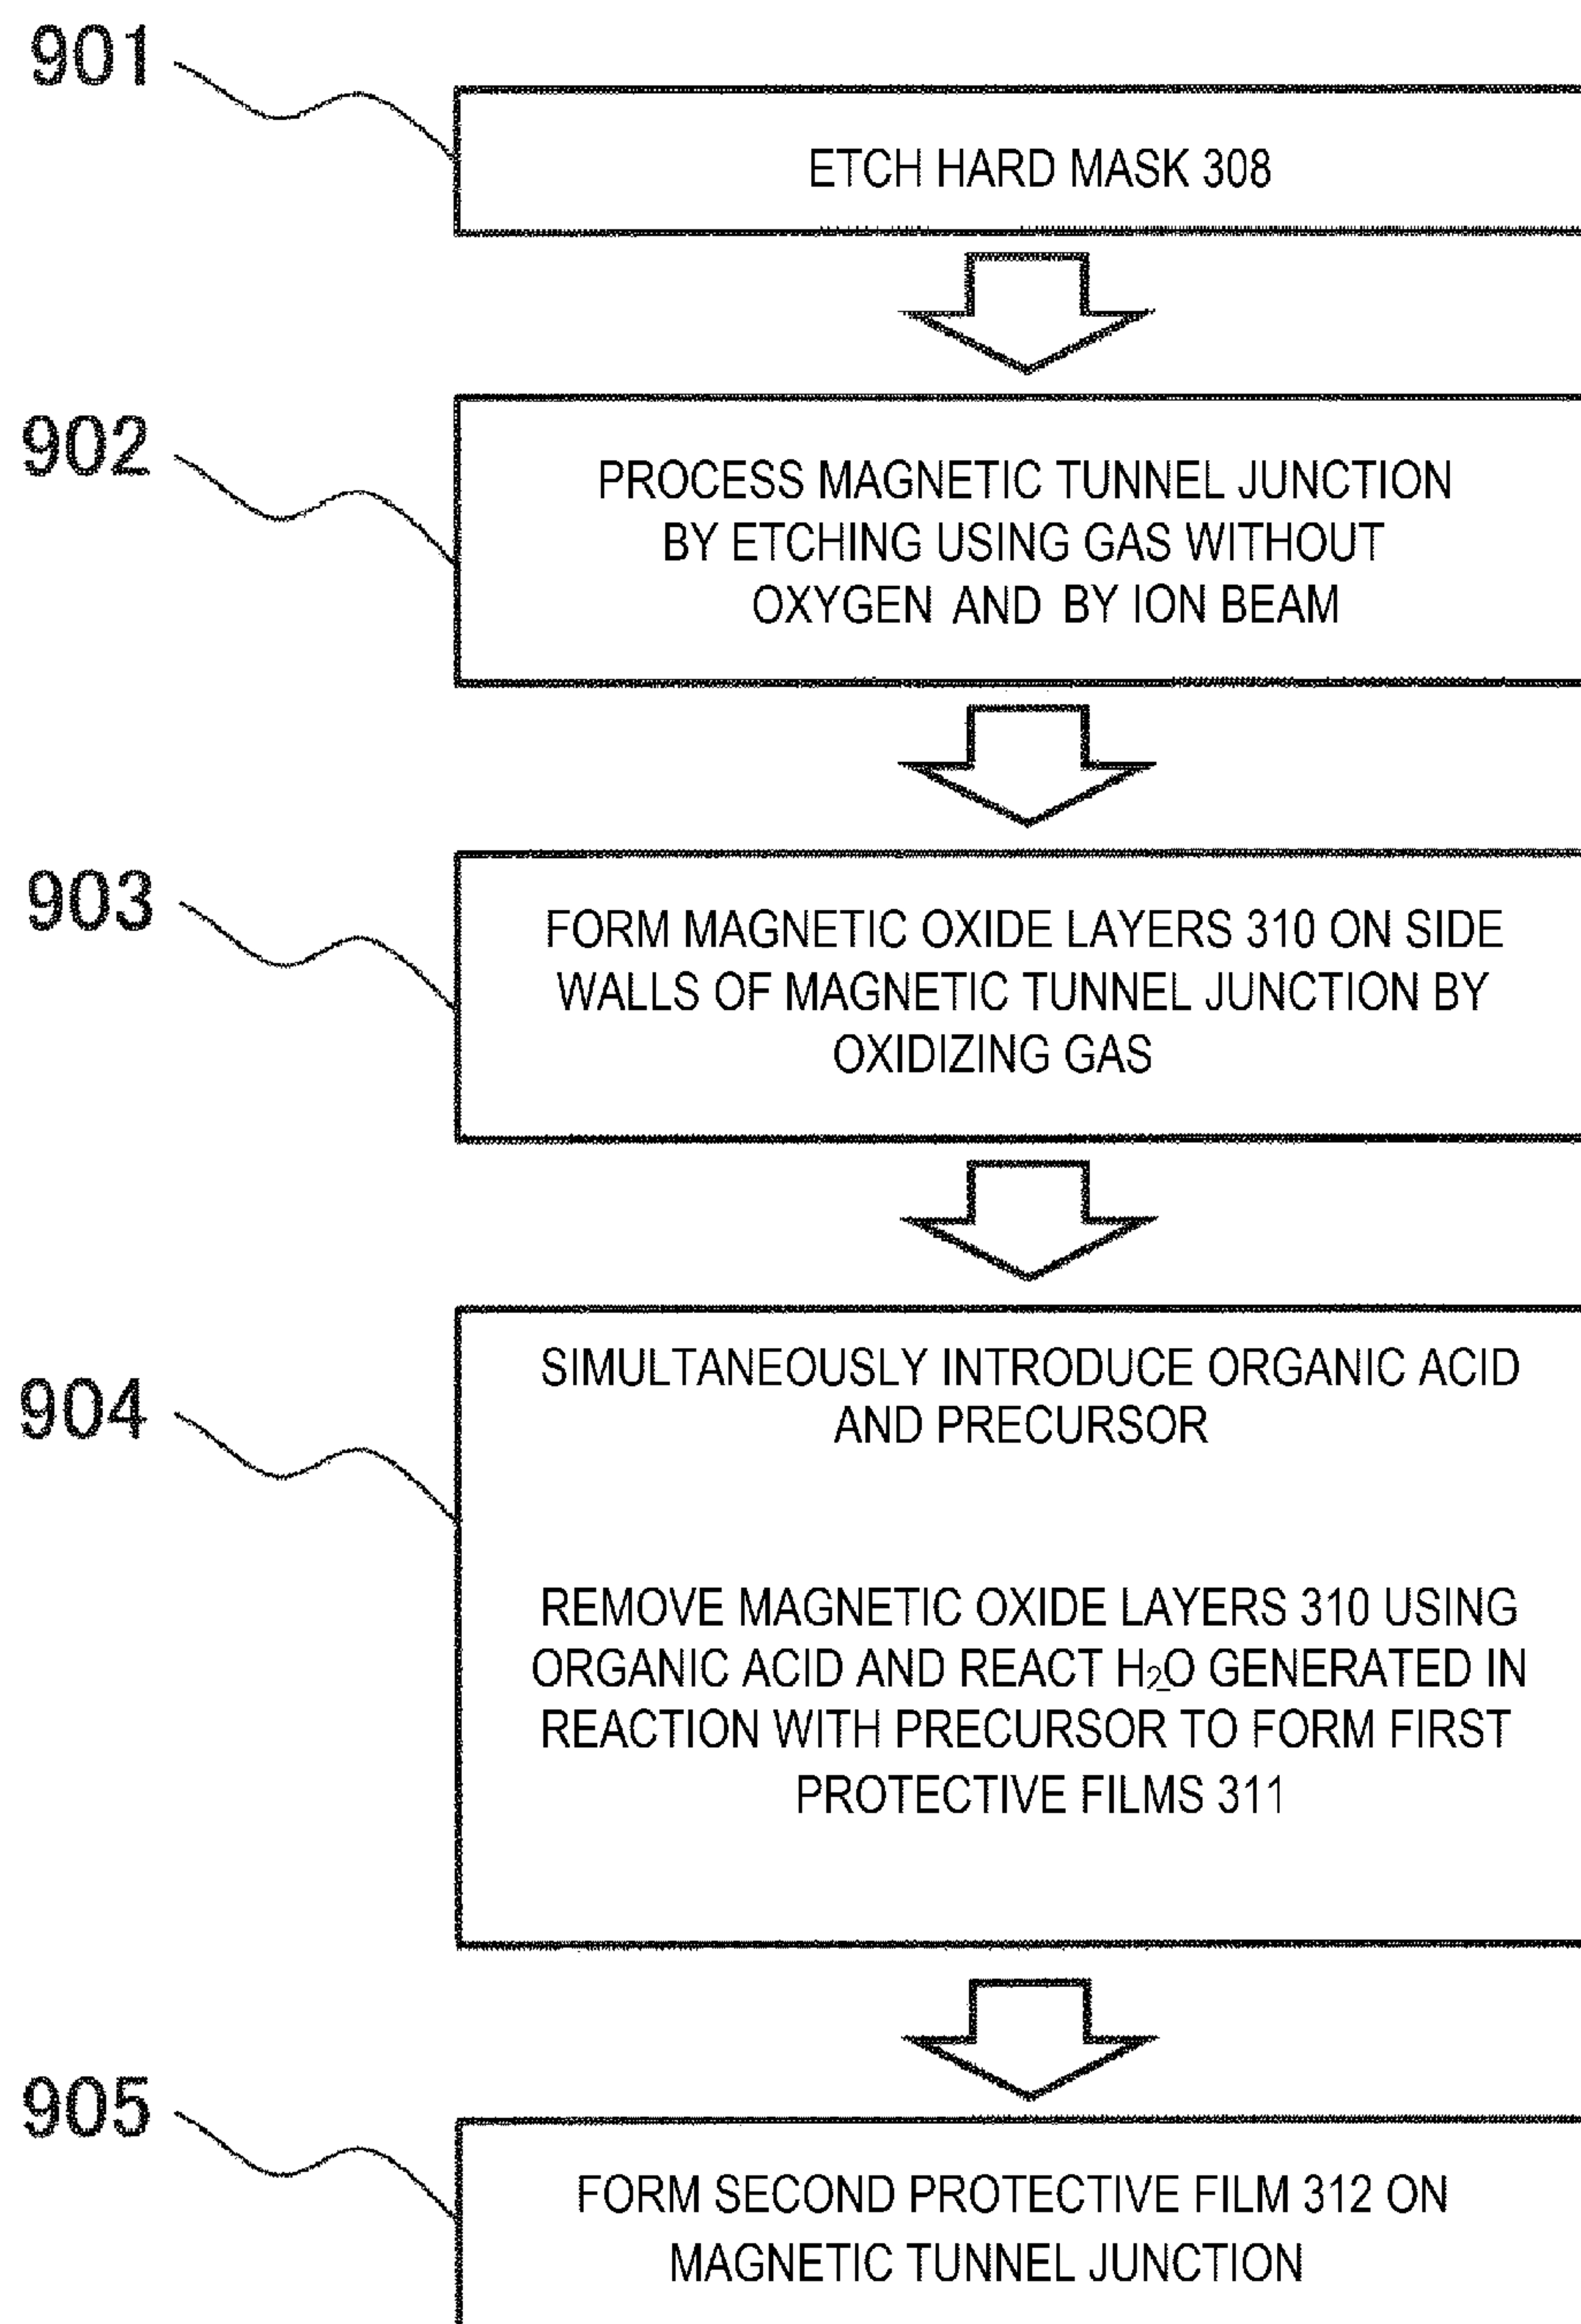 901
ETCH HARD MASK 308
902
PROCESS MAGNETIC TUNNEL JUNCTION
BY ETCHING USING GAS WITHOUT
OXYGEN AND BY ION BEAM
903
FORM MAGNETIC OXIDE LAYERS 310 ON SIDE
WALLS OF MAGNETIC TUNNEL JUNCTION BY
OXIDIZING GAS
904
SIMULTANEOUSLY INTRODUCE ORGANIC ACID
AND PRECURSOR
REMOVE MAGNETIC OXIDE LAYERS 310 USING
ORGANIC ACID AND REACT H₂O GENERATED IN
REACTION WITH PRECURSOR TO FORM FIRST
PROTECTIVE FILMS 311
905
FORM SECOND PROTECTIVE FILM 312 ON
MAGNETIC TUNNEL JUNCTION